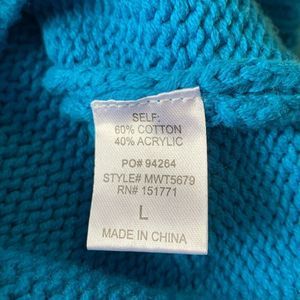 SELF:
60% COTTON
40% ACRYLIC
PO# 94264
STYLE# MWT5679
RN# 151771
L
MADE IN CHINA